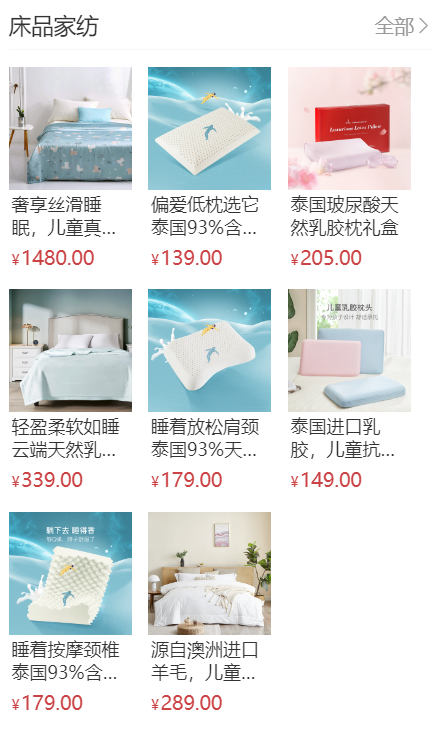 床品家纺
全部
奢享丝滑睡
眠，儿童真...
¥1480.00
偏爱低枕选它
泰国93%含...
¥139.00
Luxurious Latex Pillow
泰国玻尿酸天
然乳胶枕礼盒
¥205.00
轻盈柔软如睡
云端天然乳...
¥339.00
睡着放松肩颈
泰国93%天...
¥179.00
儿童乳胶枕头
泰国进口乳
胶，儿童抗...
¥149.00
躺下去 睡得香
睡着按摩颈椎
泰国93%含...
¥179.00
源自澳洲进口
羊毛，儿童...
¥289.00